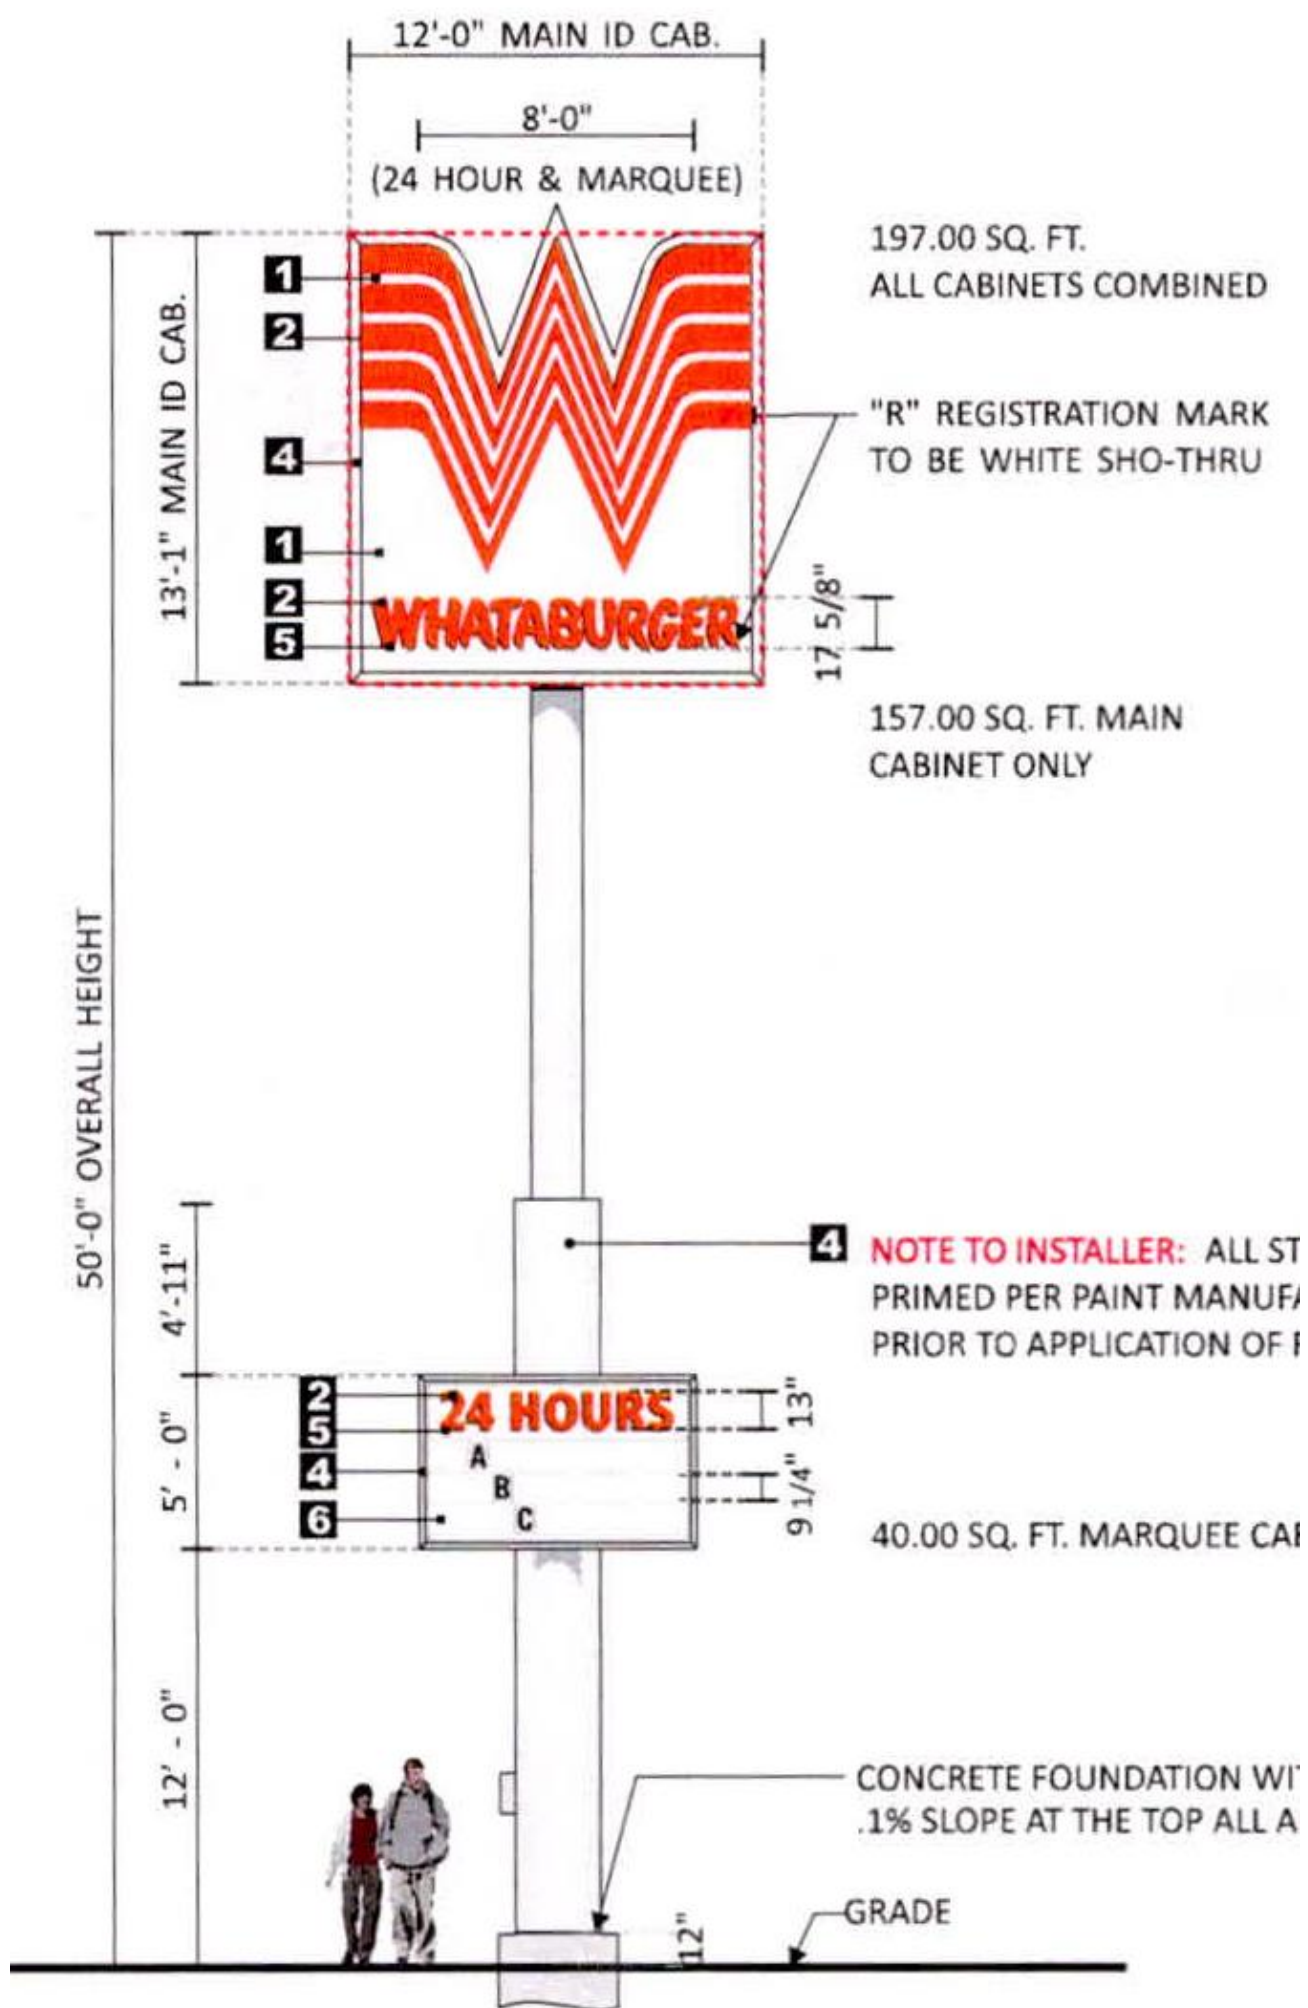 12'-0" MAIN ID CAB.
8'-0"
(24 HOUR & MARQUEE)
197.00 SQ. FT.
ALL CABINETS COMBINED
1
2
13'-1" MAIN ID CAB.
"R" REGISTRATION MARK
TO BE WHITE SHO-THRU
4
1
2
5
WHATABURGER
17 5/8"
157.00 SQ. FT. MAIN
CABINET ONLY
50'-0" OVERALL HEIGHT
4'-11"
4
NOTE TO INSTALLER: ALL ST
PRIMED PER PAINT MANUFA
PRIOR TO APPLICATION OF
2
5
4
6
24 HOURS
A
B
C
13"
9 1/4"
5' - 0"
40.00 SQ. FT. MARQUEE CAB
12' - 0"
CONCRETE FOUNDATION WIT
.1% SLOPE AT THE TOP ALL A
12"
GRADE